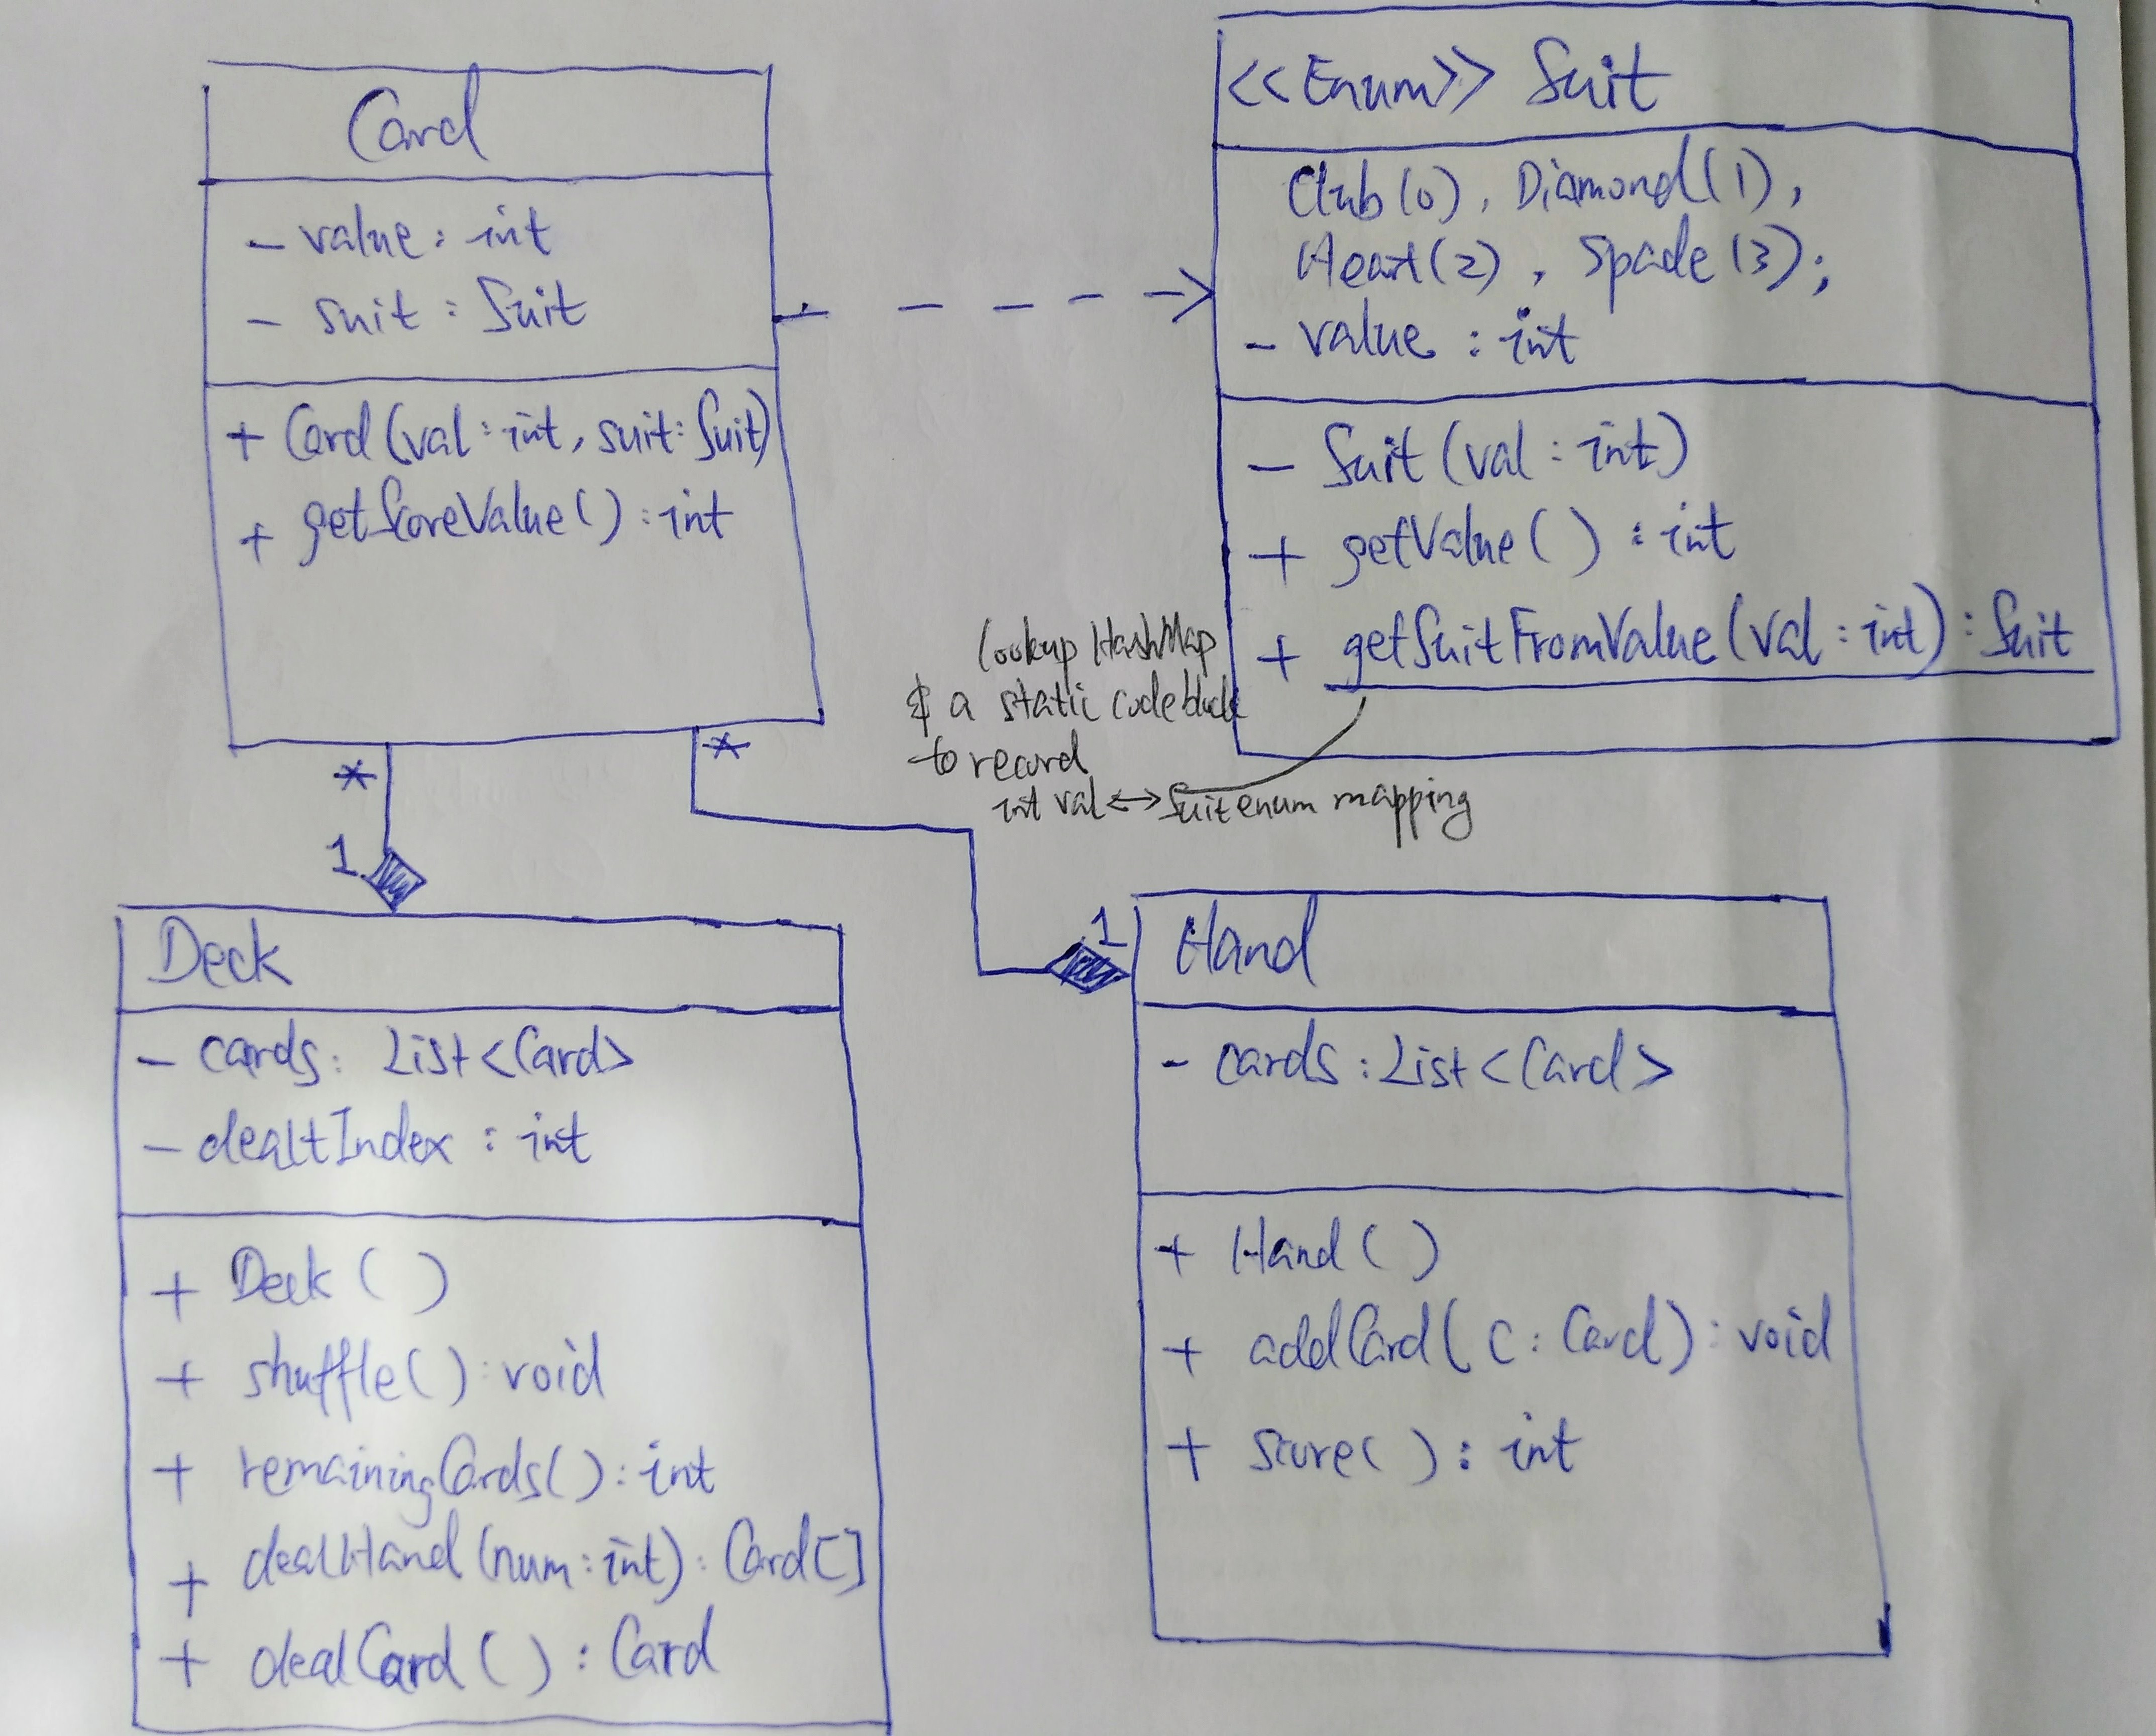 Card
- value : int
- suit : Suit
+ Card(val : int, suit : Suit)
+ getScoreValue() : int
<<Enum>> Suit
Club(0), Diamond(1),
Heart(2), Spade(3);
- value : int
- Suit(val : int)
+ getValue() : int
+ getSuitFromValue(val : int) : Suit
lookup HashMap
& a static code block
to record
int val <-> Suit enum mapping
*
1
*
1
Deck
- cards : List<Card>
- dealtIndex : int
+ Deck()
+ shuffle() : void
+ remainingCards() : int
+ dealHand(num : int) : Card[]
+ dealCard() : Card
Hand
- cards : List<Card>
+ Hand()
+ addCard(c : Card) : void
+ score() : int